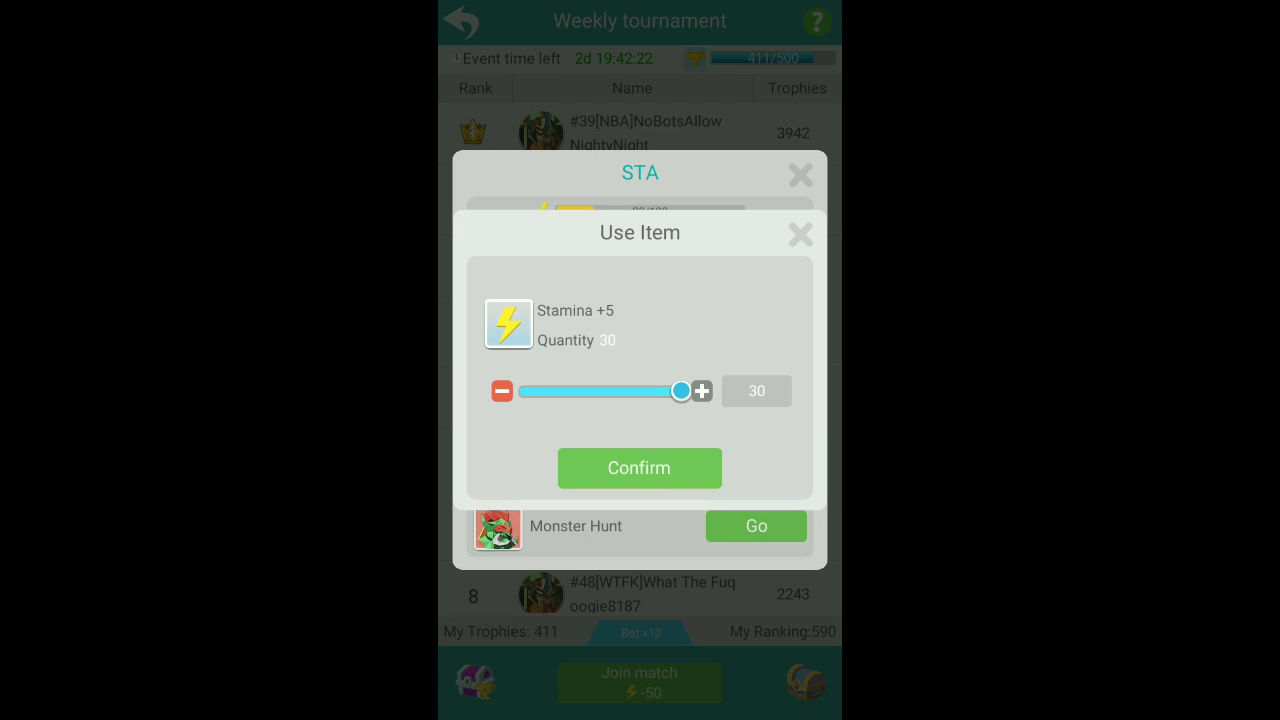 Weekly tournament
?
Event time left 2d 19:42:22 411/500
Rank Name Trophies
1 #39[NBA]NoBotsAllow 3942
NightyNight
STA
Use Item
Stamina +5
Quantity 30
30
Confirm
Monster Hunt Go
8 #48[WTFK]What The Fuq 2243
oogie8187
My Trophies: 411 Bet x10 My Ranking:590
Join match
-50